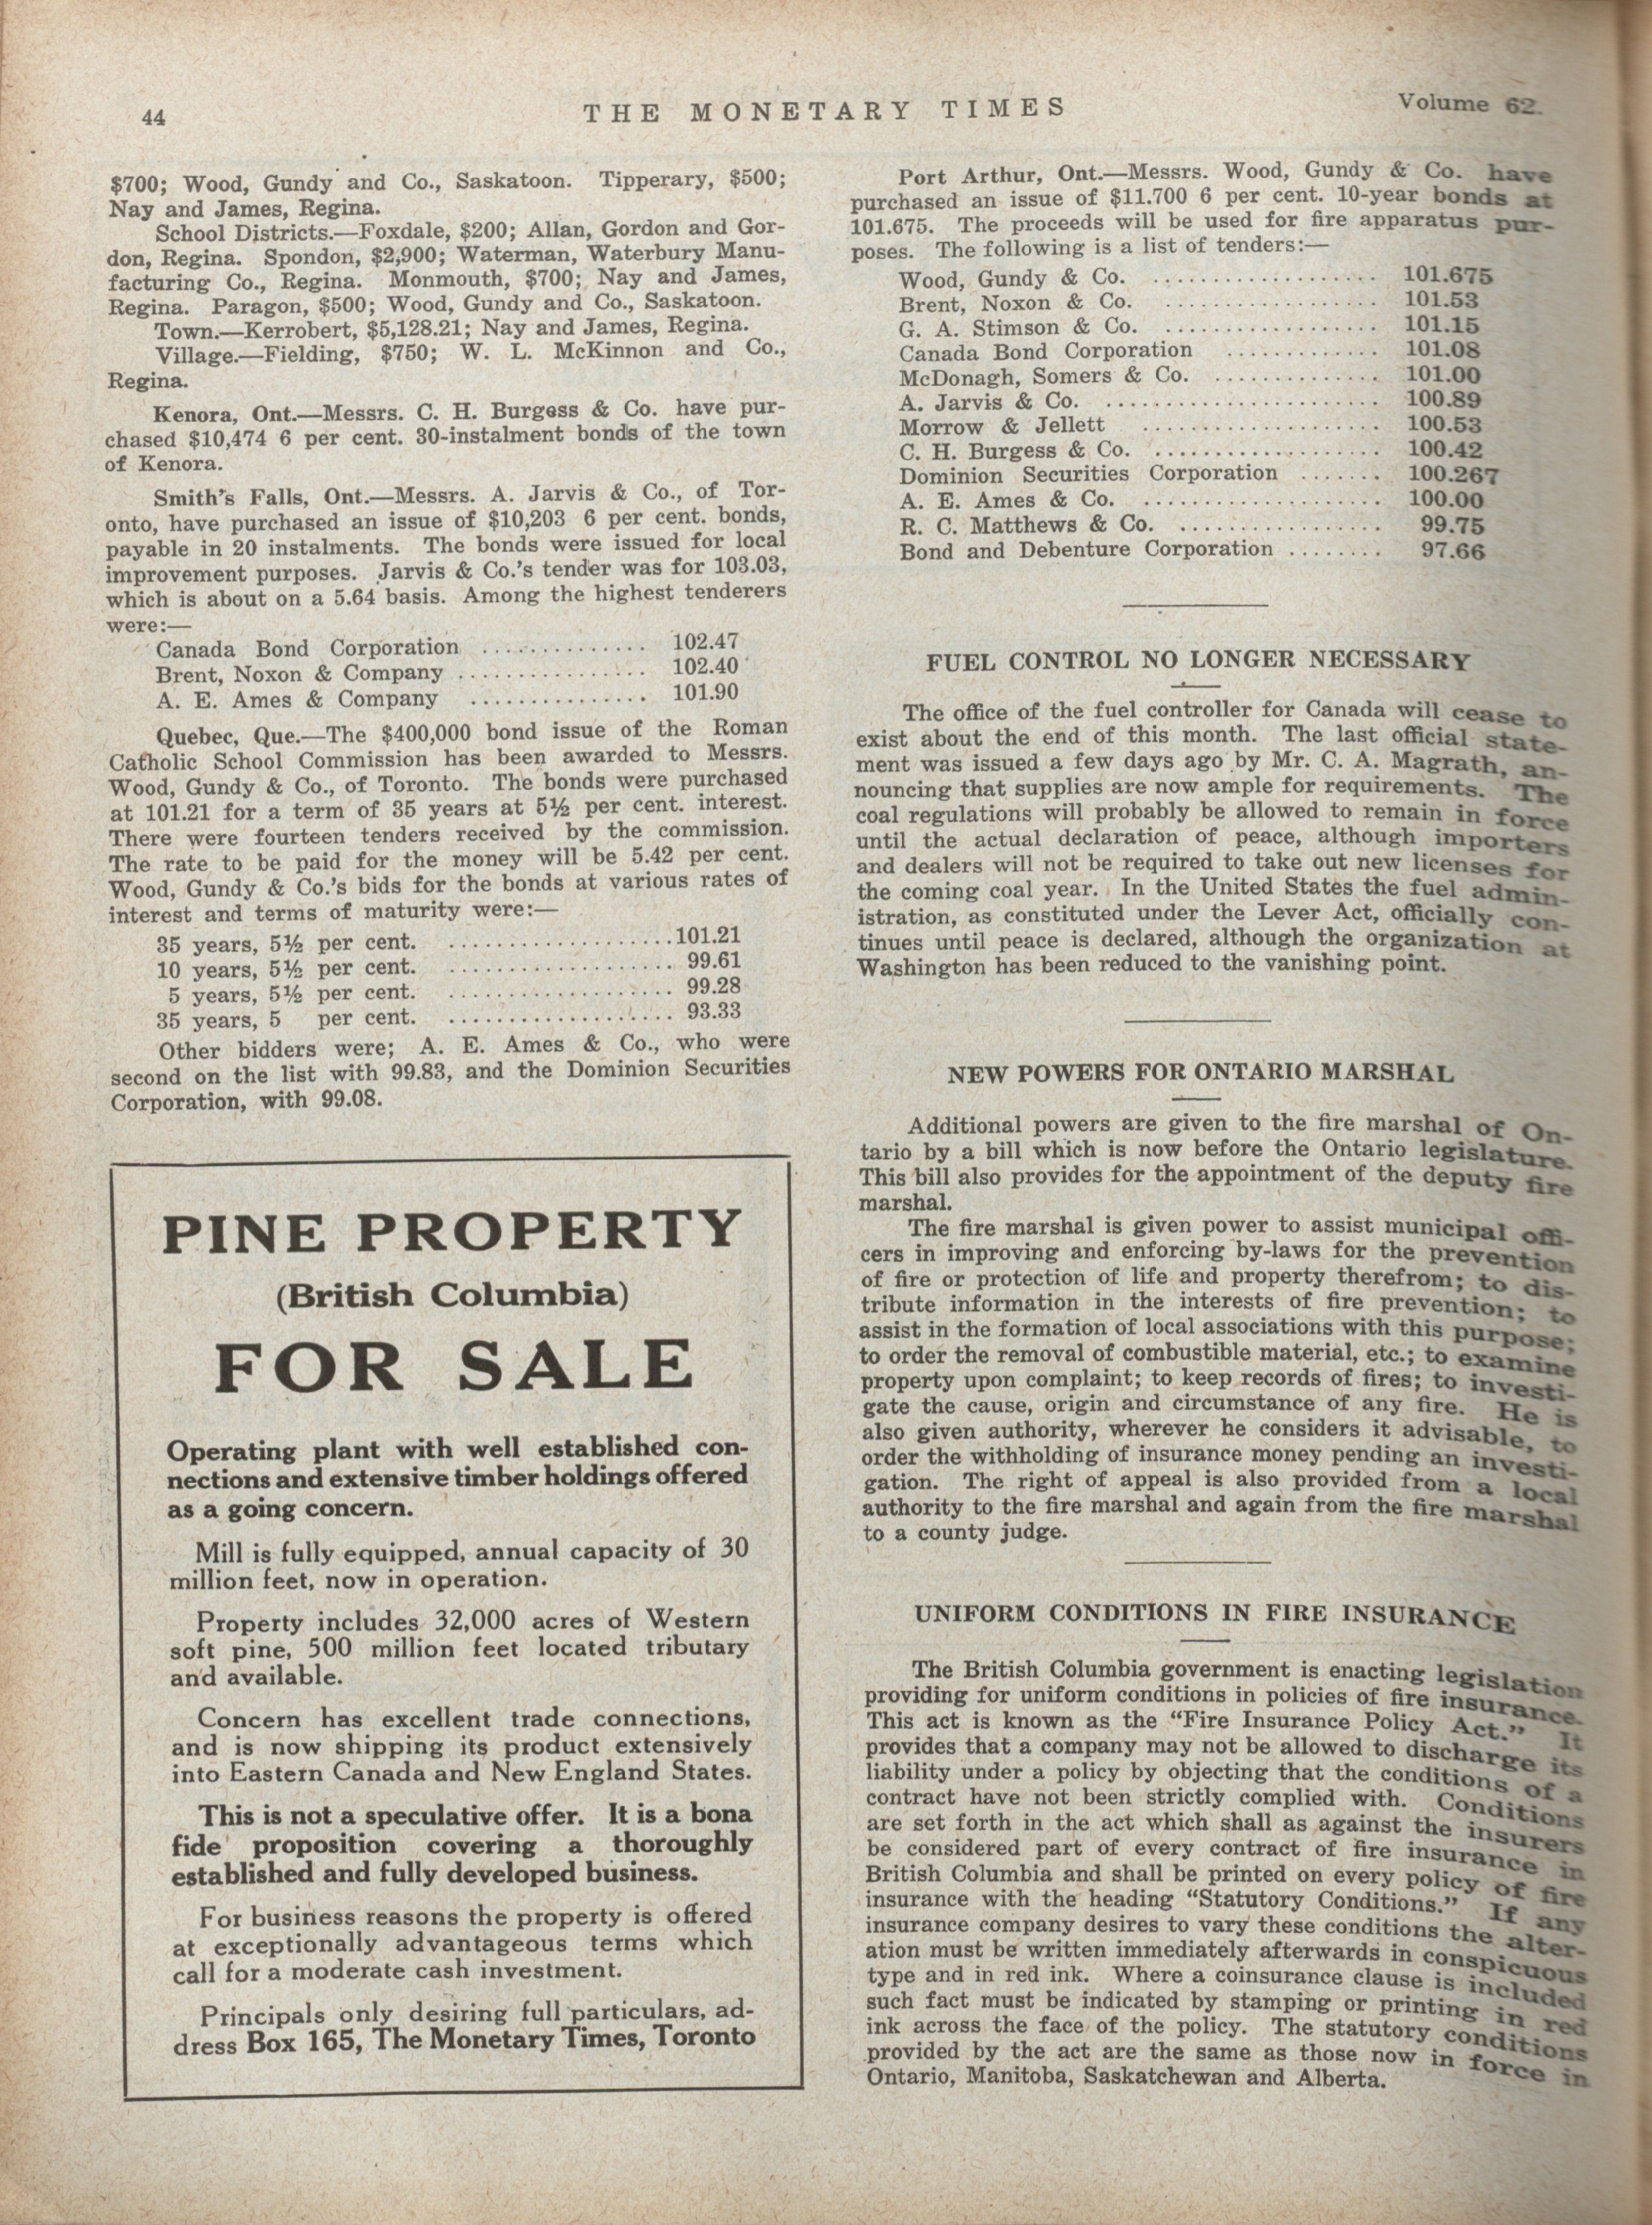 44
THE MONETARY TIMES
Volume 62.
$700; Wood, Gundy and Co., Saskatoon. Tipperary, $500;
Nay and James, Regina.
School Districts.—Foxdale, $200; Allan, Gordon and Gor-
don, Regina. Spondon, $2,900; Waterman, Waterbury Manu-
facturing Co., Regina. Monmouth, $700; Nay and James,
Regina. Paragon, $500; Wood, Gundy and Co., Saskatoon.
Town.—Kerrobert, $5,128.21; Nay and James, Regina.
Village.—Fielding, $750; W. L. McKinnon and Co.,
Regina.
Kenora, Ont.—Messrs. C. H. Burgess & Co. have pur-
chased $10,474 6 per cent. 30-instalment bonds of the town
of Kenora.
Smith's Falls, Ont.—Messrs. A. Jarvis & Co., of Tor-
onto, have purchased an issue of $10,203 6 per cent. bonds,
payable in 20 instalments. The bonds were issued for local
improvement purposes. Jarvis & Co.'s tender was for 103.03,
which is about on a 5.64 basis. Among the highest tenderers
were:—
Canada Bond Corporation .............. 102.47
Brent, Noxon & Company ................ 102.40
A. E. Ames & Company ............... 101.90
Quebec, Que.—The $400,000 bond issue of the Roman
Catholic School Commission has been awarded to Messrs.
Wood, Gundy & Co., of Toronto. The bonds were purchased
at 101.21 for a term of 35 years at 5½ per cent. interest.
There were fourteen tenders received by the commission.
The rate to be paid for the money will be 5.42 per cent.
Wood, Gundy & Co.'s bids for the bonds at various rates of
interest and terms of maturity were:—
35 years, 5½ per cent. ...................101.21
10 years, 5½ per cent. ................... 99.61
5 years, 5½ per cent. ................... 99.28
35 years, 5 per cent. ................... 93.33
Other bidders were; A. E. Ames & Co., who were
second on the list with 99.83, and the Dominion Securities
Corporation, with 99.08.
PINE PROPERTY
(British Columbia)
FOR SALE
Operating plant with well established con-
nections and extensive timber holdings offered
as a going concern.
Mill is fully equipped, annual capacity of 30
million feet, now in operation.
Property includes 32,000 acres of Western
soft pine, 500 million feet located tributary
and available.
Concern has excellent trade connections,
and is now shipping its product extensively
into Eastern Canada and New England States.
This is not a speculative offer. It is a bona
fide proposition covering a thoroughly
established and fully developed business.
For business reasons the property is offered
at exceptionally advantageous terms which
call for a moderate cash investment.
Principals only desiring full particulars, ad-
dress Box 165, The Monetary Times, Toronto
Port Arthur, Ont.—Messrs. Wood, Gundy & Co. have
purchased an issue of $11.700 6 per cent. 10-year bonds at
101.675. The proceeds will be used for fire apparatus pur-
poses. The following is a list of tenders:—
Wood, Gundy & Co. ................... 101.675
Brent, Noxon & Co. .................. 101.53
G. A. Stimson & Co. .................. 101.15
Canada Bond Corporation ............. 101.08
McDonagh, Somers & Co. .............. 101.00
A. Jarvis & Co. ....................... 100.89
Morrow & Jellett .................... 100.53
C. H. Burgess & Co. ................... 100.42
Dominion Securities Corporation ....... 100.267
A. E. Ames & Co. .................... 100.00
R. C. Matthews & Co. ................. 99.75
Bond and Debenture Corporation ........ 97.66
FUEL CONTROL NO LONGER NECESSARY
The office of the fuel controller for Canada will cease to
exist about the end of this month. The last official state-
ment was issued a few days ago by Mr. C. A. Magrath, an-
nouncing that supplies are now ample for requirements. The
coal regulations will probably be allowed to remain in force
until the actual declaration of peace, although importers
and dealers will not be required to take out new licenses for
the coming coal year. In the United States the fuel admin-
istration, as constituted under the Lever Act, officially con-
tinues until peace is declared, although the organization at
Washington has been reduced to the vanishing point.
NEW POWERS FOR ONTARIO MARSHAL
Additional powers are given to the fire marshal of On-
tario by a bill which is now before the Ontario legislature.
This bill also provides for the appointment of the deputy fire
marshal.
The fire marshal is given power to assist municipal offi-
cers in improving and enforcing by-laws for the prevention
of fire or protection of life and property therefrom; to dis-
tribute information in the interests of fire prevention; to
assist in the formation of local associations with this purpose;
to order the removal of combustible material, etc.; to examine
property upon complaint; to keep records of fires; to investi-
gate the cause, origin and circumstance of any fire. He is
also given authority, wherever he considers it advisable, to
order the withholding of insurance money pending an investi-
gation. The right of appeal is also provided from a local
authority to the fire marshal and again from the fire marshal
to a county judge.
UNIFORM CONDITIONS IN FIRE INSURANCE
The British Columbia government is enacting legislation
providing for uniform conditions in policies of fire insurance.
This act is known as the "Fire Insurance Policy Act." It
provides that a company may not be allowed to discharge its
liability under a policy by objecting that the conditions of a
contract have not been strictly complied with. Conditions
are set forth in the act which shall as against the insurers
be considered part of every contract of fire insurance in
British Columbia and shall be printed on every policy of fire
insurance with the heading "Statutory Conditions." If any
insurance company desires to vary these conditions the alter-
ation must be written immediately afterwards in conspicuous
type and in red ink. Where a coinsurance clause is included
such fact must be indicated by stamping or printing in red
ink across the face of the policy. The statutory conditions
provided by the act are the same as those now in force in
Ontario, Manitoba, Saskatchewan and Alberta.